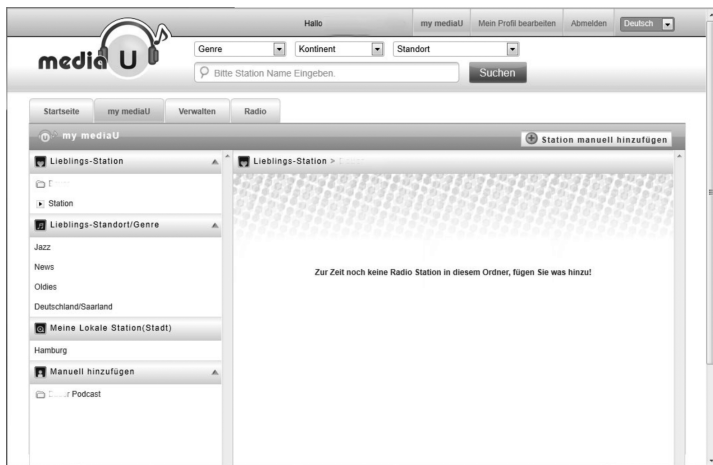 Hallo my mediaU Mein Profil bearbeiten Abmelden Deutsch
media U
Genre Kontinent Standort
Bitte Station Name Eingeben. Suchen
Startseite my mediaU Verwalten Radio
my mediaU Station manuell hinzufügen
Lieblings-Station
Station
Lieblings-Standort/Genre
Jazz
News
Oldies
Deutschland/Saarland
Meine Lokale Station(Stadt)
Hamburg
Manuell hinzufügen
Podcast
Lieblings-Station >
Zur Zeit noch keine Radio Station in diesem Ordner, fügen Sie was hinzu!